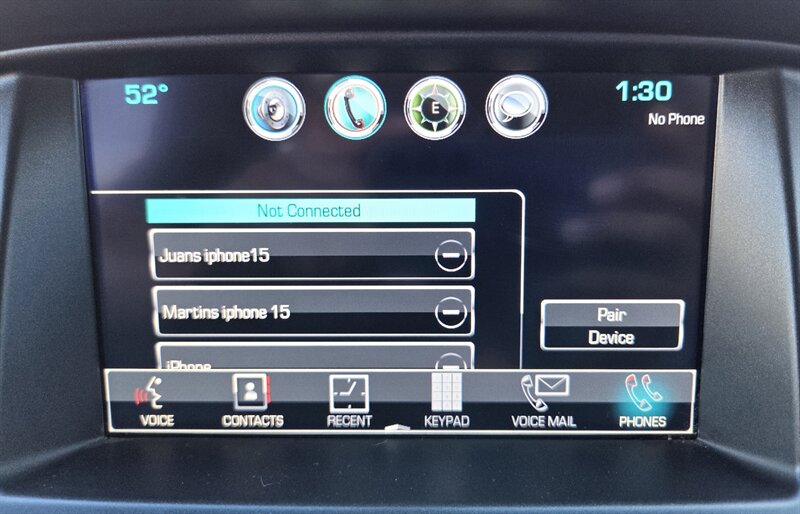 52°
E
1:30
No Phone
Not Connected
Juans iphone15
Martins iphone 15
iPhone
Pair
Device
VOICE
CONTACTS
RECENT
KEYPAD
VOICE MAIL
PHONES